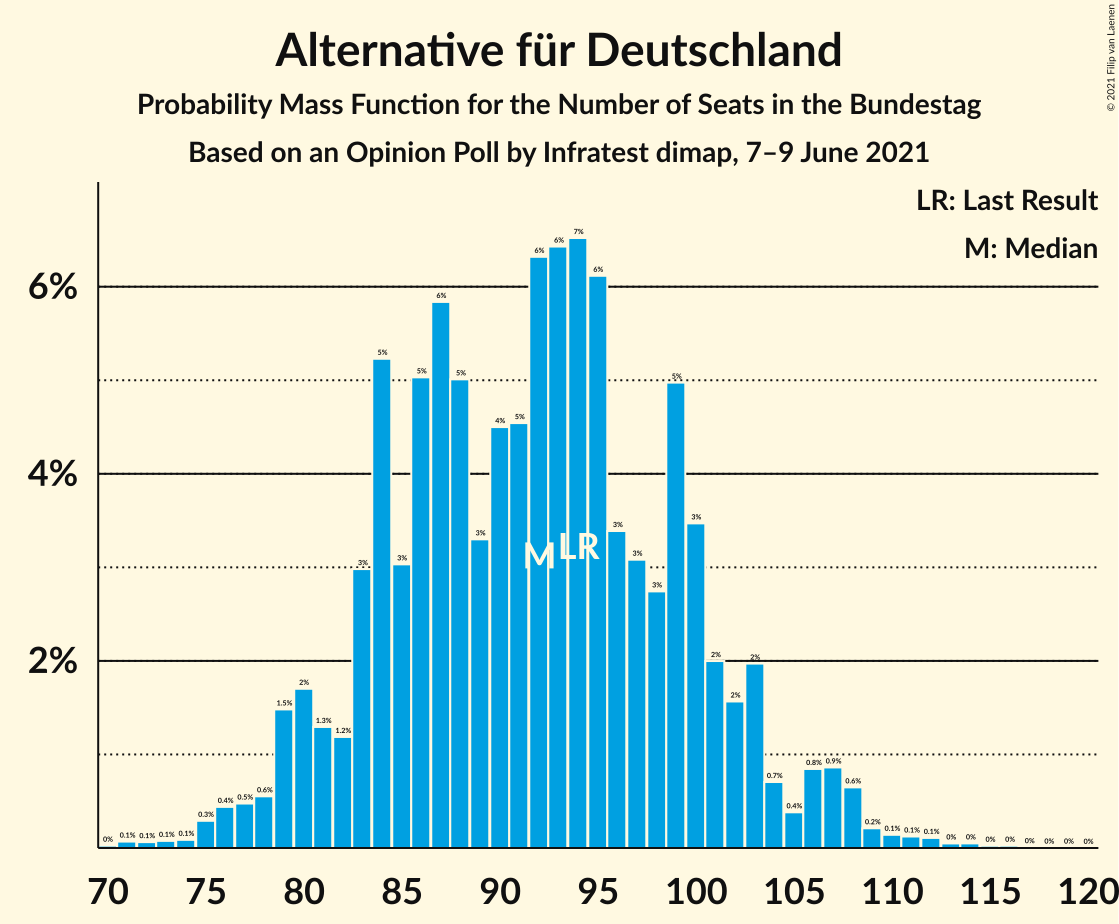 Alternative für Deutschland
Probability Mass Function for the Number of Seats in the Bundestag
Based on an Opinion Poll by Infratest dimap, 7–9 June 2021
© 2021 Filip van Laenen
LR: Last Result
M: Median
6%
4%
2%
0% 0.1% 0.1% 0.1% 0.1% 0.3% 0.4% 0.5% 0.6% 1.5% 2% 1.3% 1.2% 3% 5% 3% 5% 6% 5% 3% 4% 5% 6% 6% 7% 6% 3% 3% 3% 5% 3% 2% 2% 2% 0.7% 0.4% 0.8% 0.9% 0.6% 0.2% 0.1% 0.1% 0.1% 0% 0% 0% 0% 0% 0% 0% 0%
M LR
70 75 80 85 90 95 100 105 110 115 120